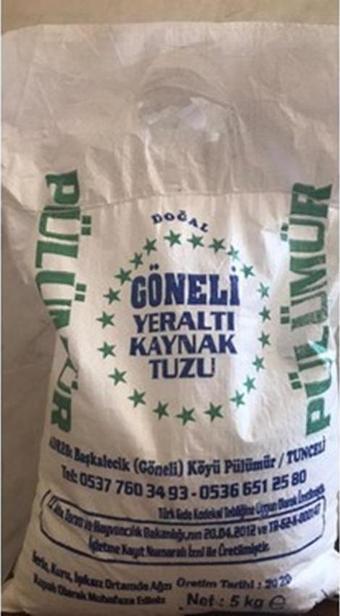 DOĞAL
GÖNELİ
YERALTI
KAYNAK
TUZU
PÜLÜMÜR
PÜLÜMÜR
ADRES: Başkalecik (Göneli) Köyü Pülümür / TUNCELİ
Tel: 0537 760 34 93 - 0536 651 25 80
Türk Gıda Kodeksi Tebliğine Uygun Olarak Üretilmiştir.
Tarım ve Hayvancılık Bakanlığı,nın 20.04.2012 ve TR-62-K-000147
İşletme Kayıt Numaralı İzni ile Üretilmiştir.
Serin, Kuru, Işıksız Ortamda Ağzı
Kapalı Olarak Muhafaza Ediniz
Üretim Tarihi : 2020
Net : 5 kg e